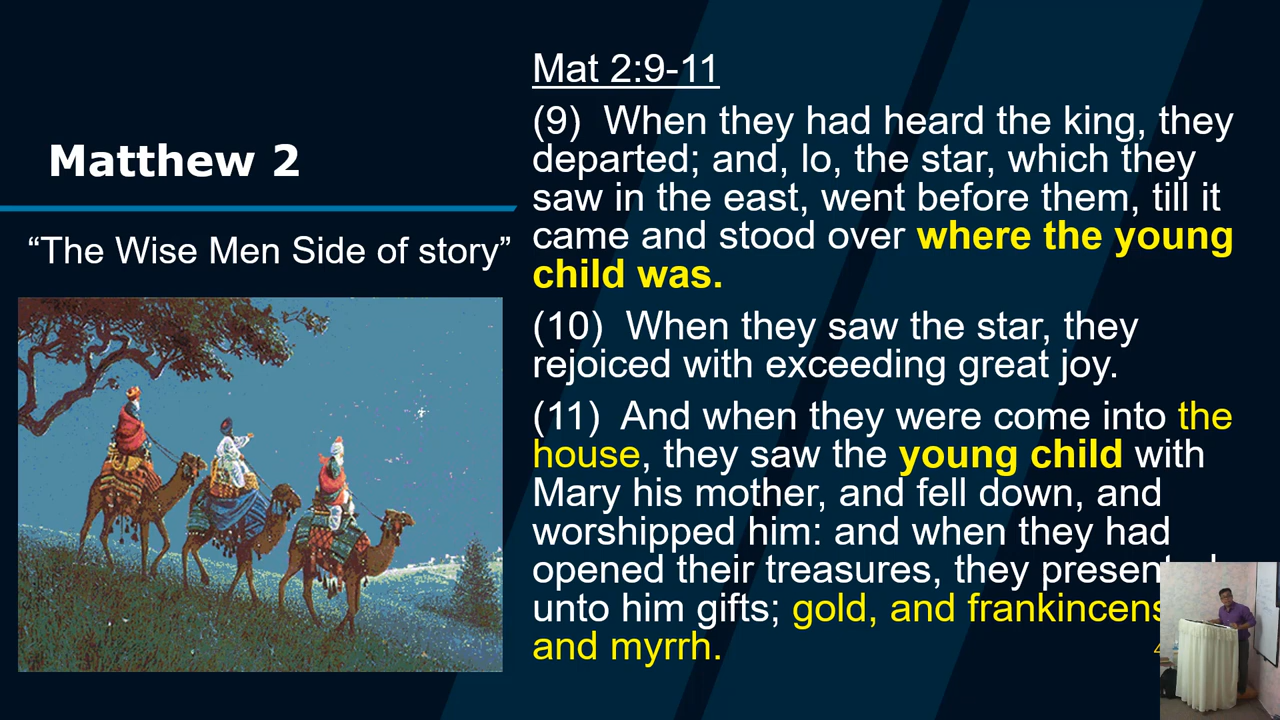 Matthew 2
“The Wise Men Side of story”
Mat 2:9-11
(9)  When they had heard the king, they
departed; and, lo, the star, which they
saw in the east, went before them, till it
came and stood over where the young
child was.
(10)  When they saw the star, they
rejoiced with exceeding great joy.
(11)  And when they were come into the
house, they saw the young child with
Mary his mother, and fell down, and
worshipped him: and when they had
opened their treasures, they
unto him gifts; gold, and
and myrrh.